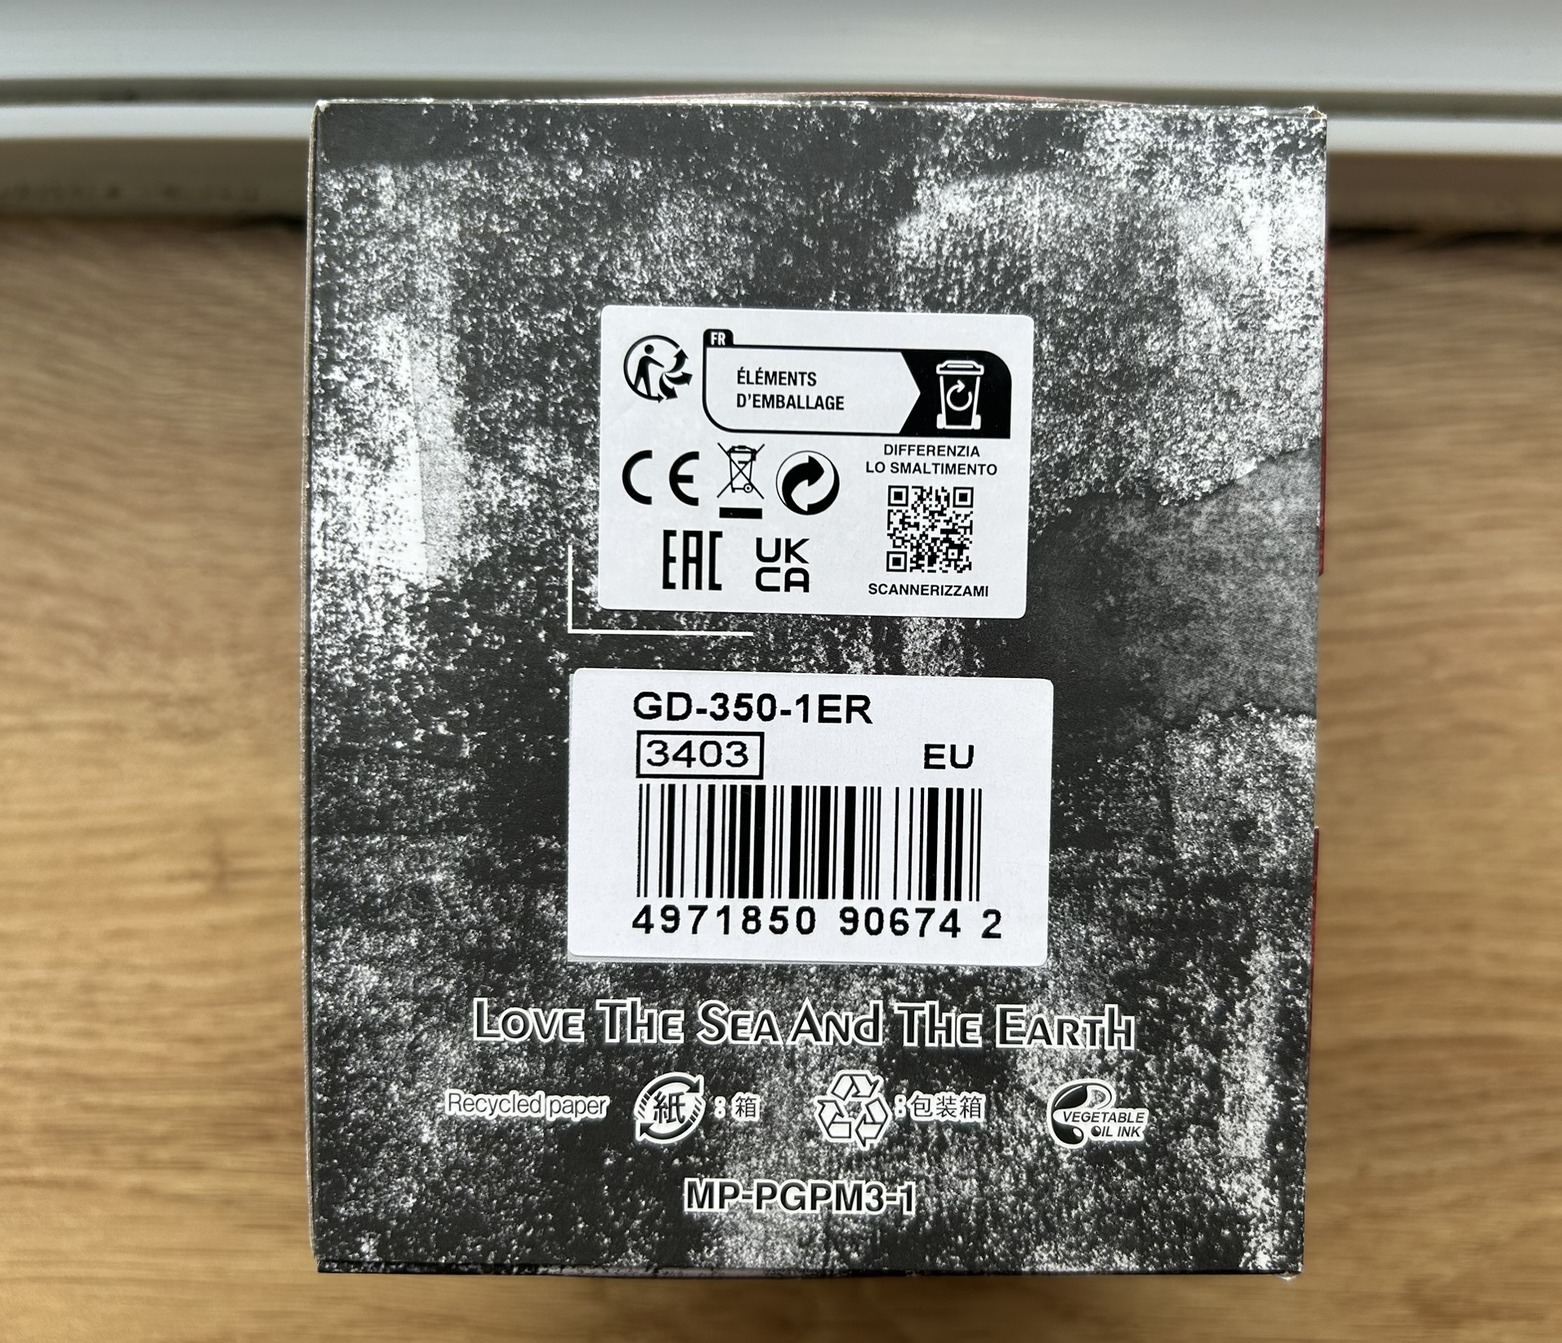 FR
ÉLÉMENTS
D'EMBALLAGE
DIFFERENZIA
LO SMALTIMENTO
CE
EAC
UK
CA
SCANNERIZZAMI
GD-350-1ER
3403
EU
4971850 90674 2
LOVE THE SEA AND THE EARTH
Recycled paper 紙:箱 :包装箱 VEGETABLE
OIL INK
MP-PGPM3-1